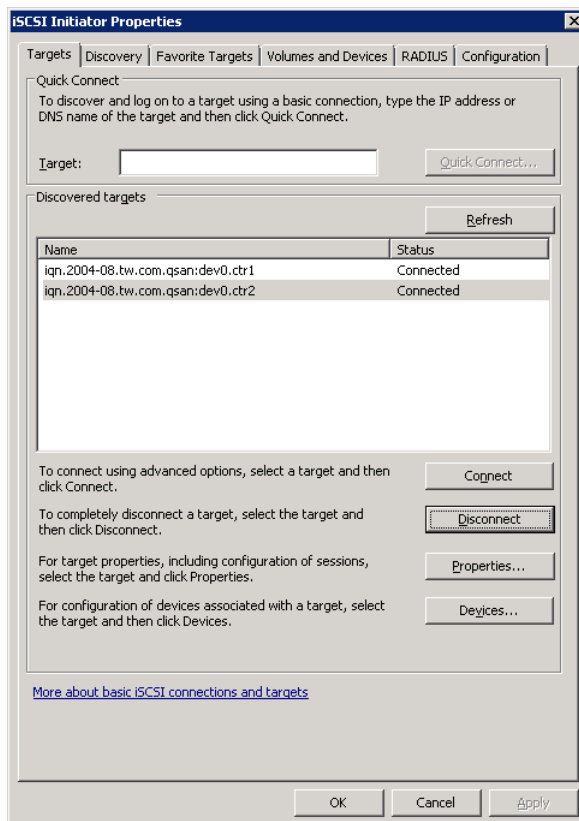 iSCSI Initiator Properties
Targets Discovery Favorite Targets Volumes and Devices RADIUS Configuration
Quick Connect
To discover and log on to a target using a basic connection, type the IP address or
DNS name of the target and then click Quick Connect.
Target: Quick Connect...
Discovered targets
Refresh
Name Status
iqn.2004-08.tw.com.qsan:dev0.ctr1 Connected
iqn.2004-08.tw.com.qsan:dev0.ctr2 Connected
To connect using advanced options, select a target and then
click Connect.
Connect
To completely disconnect a target, select the target and
then click Disconnect.
Disconnect
For target properties, including configuration of sessions,
select the target and click Properties.
Properties...
For configuration of devices associated with a target, select
the target and then click Devices.
Devices...
More about basic iSCSI connections and targets
OK Cancel Apply